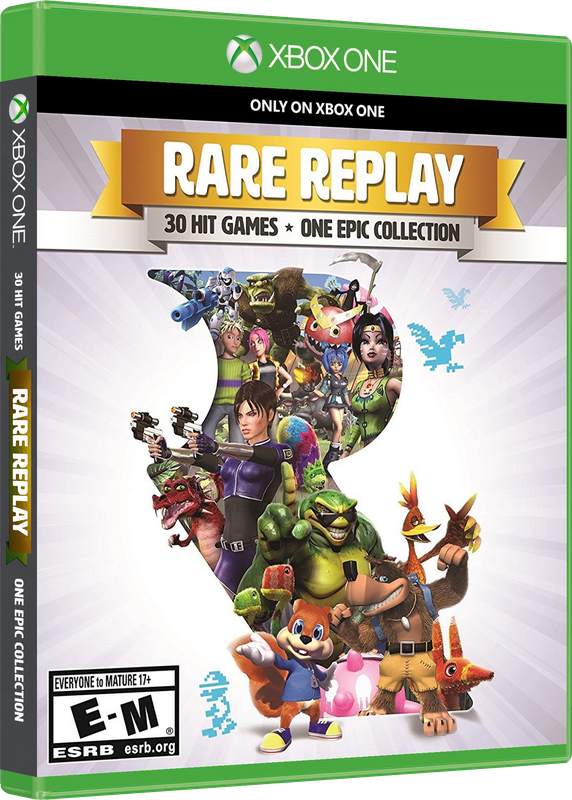 XBOX ONE
ONLY ON XBOX ONE
RARE REPLAY
30 HIT GAMES ★ ONE EPIC COLLECTION
XBOX ONE™
30 HIT GAMES
RARE REPLAY
ONE EPIC COLLECTION
EVERYONE to MATURE 17+
E-M®
ESRB esrb.org